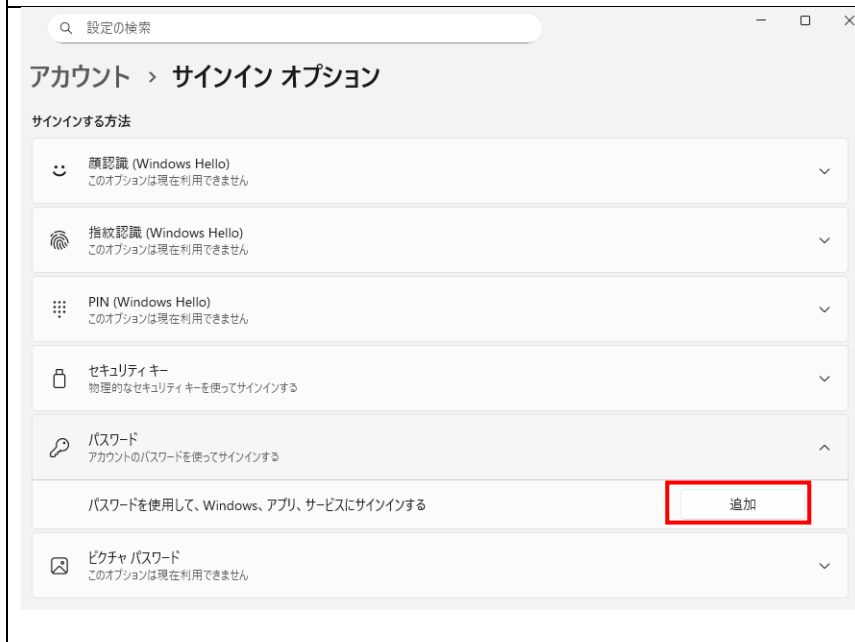 設定の検索
アカウント › サインイン オプション
サインインする方法
顔認識 (Windows Hello)
このオプションは現在利用できません
指紋認識 (Windows Hello)
このオプションは現在利用できません
PIN (Windows Hello)
このオプションは現在利用できません
セキュリティ キー
物理的なセキュリティ キーを使ってサインインする
パスワード
アカウントのパスワードを使ってサインインする
パスワードを使用して、Windows、アプリ、サービスにサインインする
追加
ピクチャ パスワード
このオプションは現在利用できません